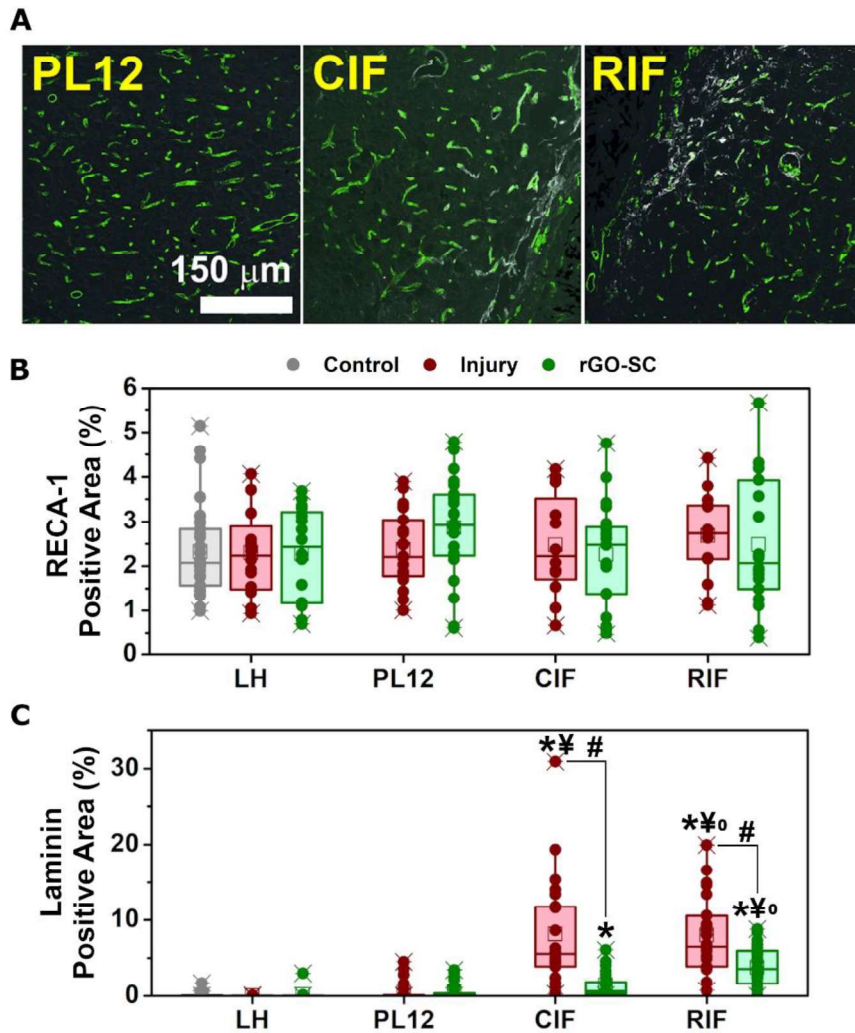 A
PL12 CIF RIF
150 μm
B
Control Injury rGO-SC
RECA-1
Positive Area (%)
6
5
4
3
2
1
0
LH PL12 CIF RIF
C
Laminin
Positive Area (%)
30
20
10
0
*¥ #
*
*¥o #
*¥o
LH PL12 CIF RIF